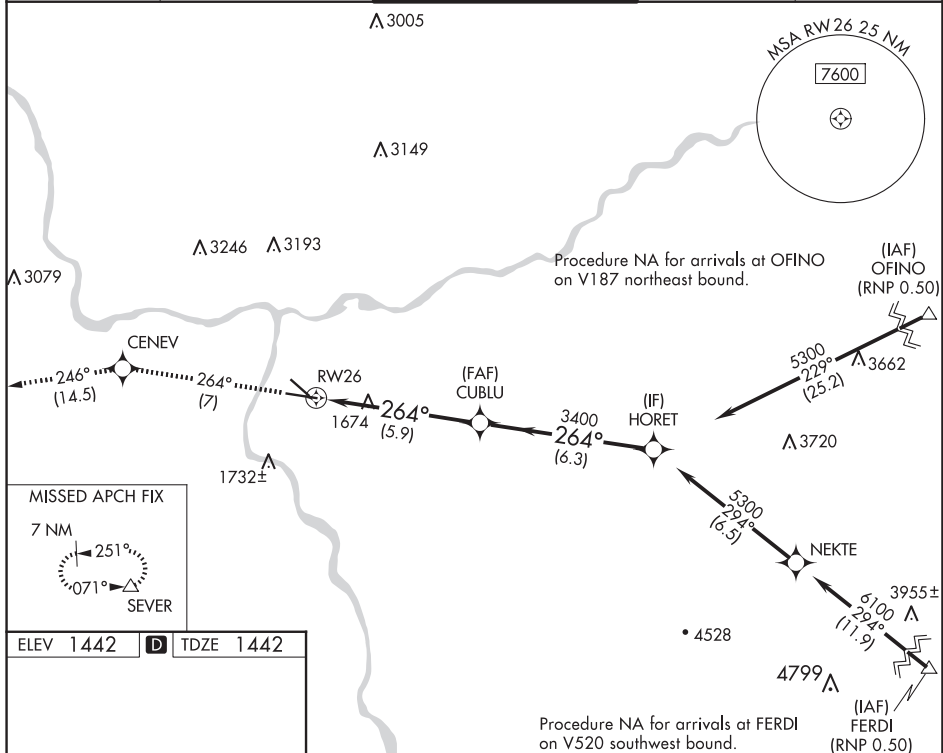 3005
MSA RW 26 25 NM
7600
3149
3246
3193
3079
Procedure NA for arrivals at OFINO
on V187 northeast bound.
(IAF)
OFINO
(RNP 0.50)
5300
229°
(25.2)
3662
CENEV
246°
(14.5)
264°
(7)
RW26
1674
264°
(5.9)
(FAF)
CUBLU
3400
264°
(6.3)
(IF)
HORET
3720
1732±
5300
294°
(6.5)
NEKTE
MISSED APCH FIX
7 NM
251°
071°
SEVER
6100
294°
(11.9)
3955±
4528
4799
ELEV 1442
D
TDZE 1442
Procedure NA for arrivals at FERDI
on V520 southwest bound.
(IAF)
FERDI
(RNP 0.50)